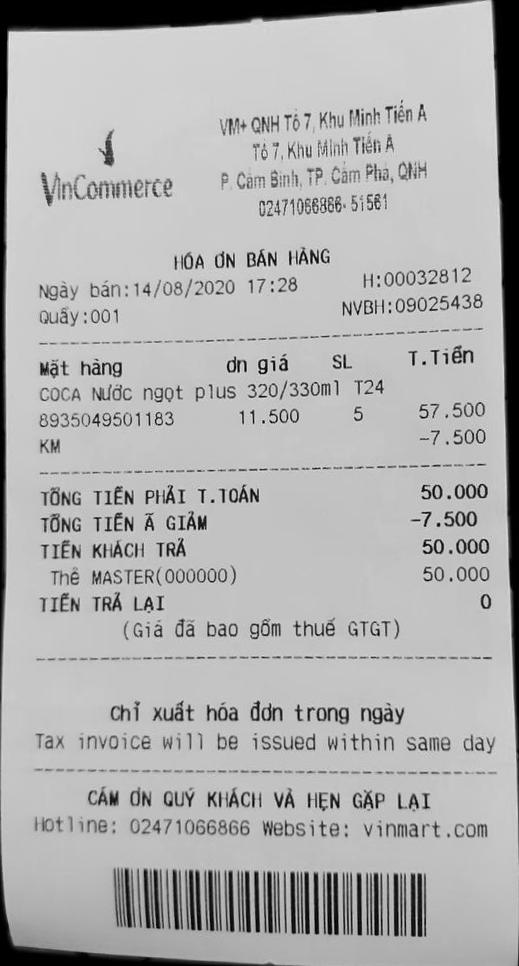 VinCommerce
VM+ QNH Tổ 7, Khu Minh Tiến A
Tổ 7, Khu Minh Tiến A
P. Cẩm Bình, TP. Cẩm Phả, QNH
02471066866- 51561
HÓA ƠN BÁN HÀNG
Ngày bán:14/08/2020 17:28 H:00032812
Quầy:001 NVBH:09025438
Mặt hàng ơn giá SL T.Tiền
COCA Nước ngọt plus 320/330ml T24
8935049501183 11.500 5 57.500
KM -7.500
TỔNG TIỀN PHẢI T.TOÁN 50.000
TỔNG TIỀN Ã GIẢM -7.500
TIỀN KHÁCH TRẢ 50.000
Thẻ MASTER(000000) 50.000
TIỀN TRẢ LẠI 0
(Giá đã bao gồm thuế GTGT)
Chỉ xuất hóa đơn trong ngày
Tax invoice will be issued within same day
CẢM ƠN QUÝ KHÁCH VÀ HẸN GẶP LẠI
Hotline: 02471066866 Website: vinmart.com